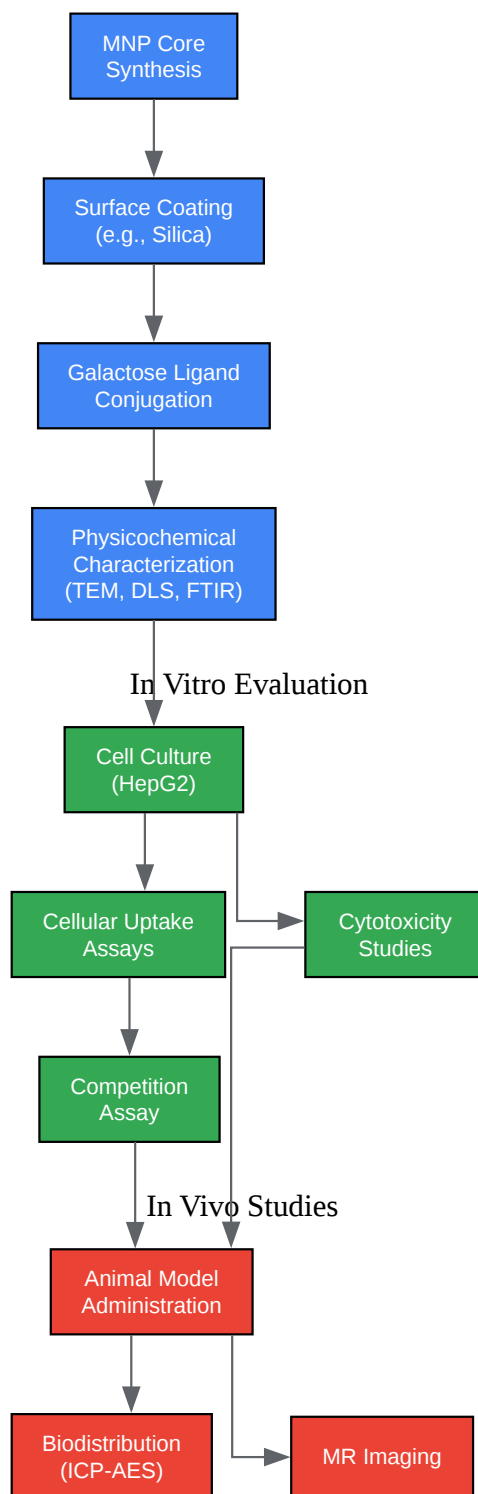 MNP Core
Synthesis
Surface Coating
(e.g., Silica)
Galactose Ligand
Conjugation
Physicochemical
Characterization
(TEM, DLS, FTIR)
In Vitro Evaluation
Cell Culture
(HepG2)
Cellular Uptake
Assays
Cytotoxicity
Studies
Competition
Assay
In Vivo Studies
Animal Model
Administration
Biodistribution
(ICP-AES)
MR Imaging